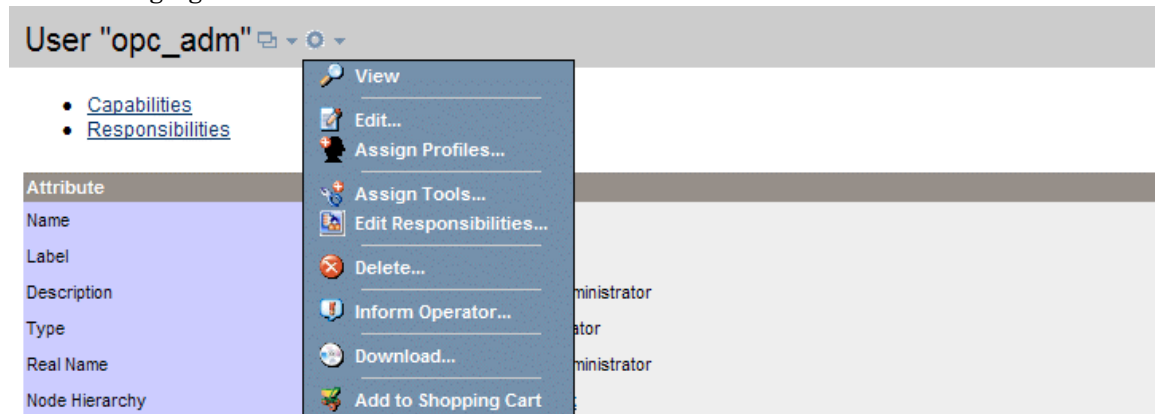 User "opc_adm"
View
Capabilities
Edit...
Responsibilities
Assign Profiles...
Attribute
Assign Tools...
Name
Edit Responsibilities...
Label
Delete...
Description
ministrator
Inform Operator...
Type
ator
Real Name
Download...
ministrator
Node Hierarchy
Add to Shopping Cart